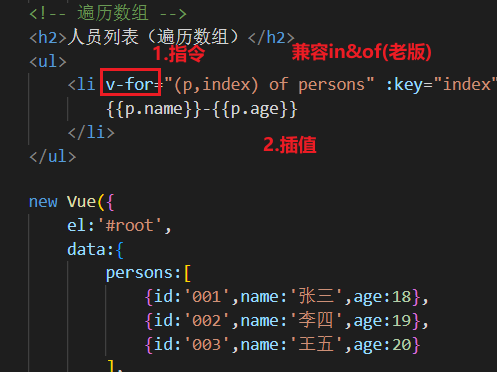 <!-- 遍历数组 -->
<h2>人员列表（遍历数组）</h2>
1.指令
兼容in&of(老版)
<ul>
<li v-for="(p,index) of persons" :key="index"
{{p.name}}-{{p.age}}
</li>
2.插值
</ul>
new Vue({
el:'#root',
data:{
persons:[
{id:'001',name:'张三',age:18},
{id:'002',name:'李四',age:19},
{id:'003',name:'王五',age:20}
],